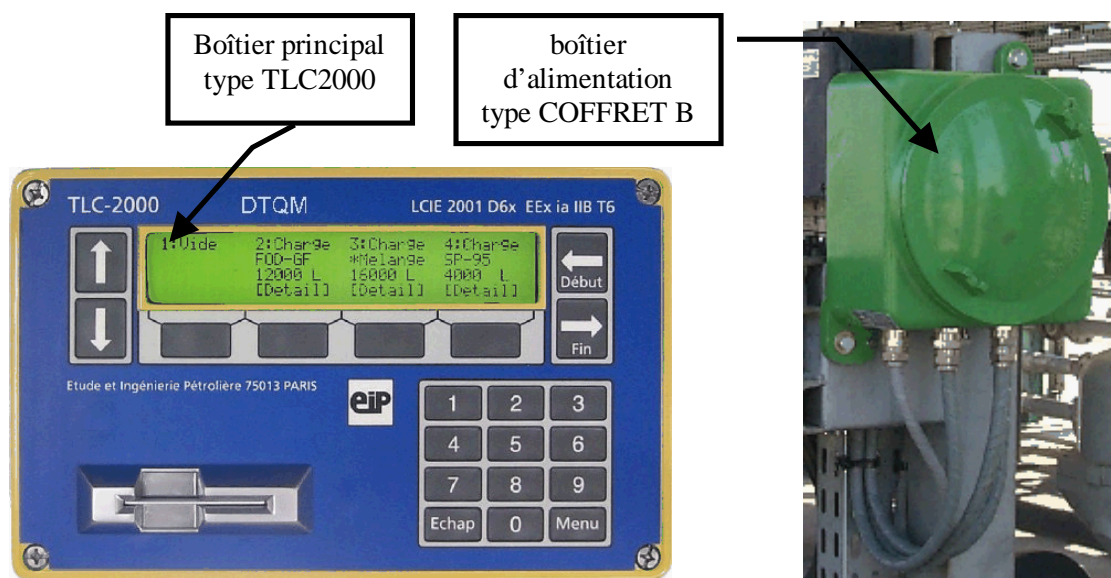 Boîtier principal
type TLC2000
boîtier
d’alimentation
type COFFRET B
TLC-2000 DTQM LCIE 2001 D6x EEx ia IIB T6
1:Vide 2:Charge 3:Charge 4:Charge
FOD-GF *Melange SP-95
12000 L 16000 L 4000 L
[Detail] [Detail] [Detail]
Début
Fin
Etude et Ingénierie Pétrolière 75013 PARIS
eiP
1 2 3
4 5 6
7 8 9
Echap 0 Menu